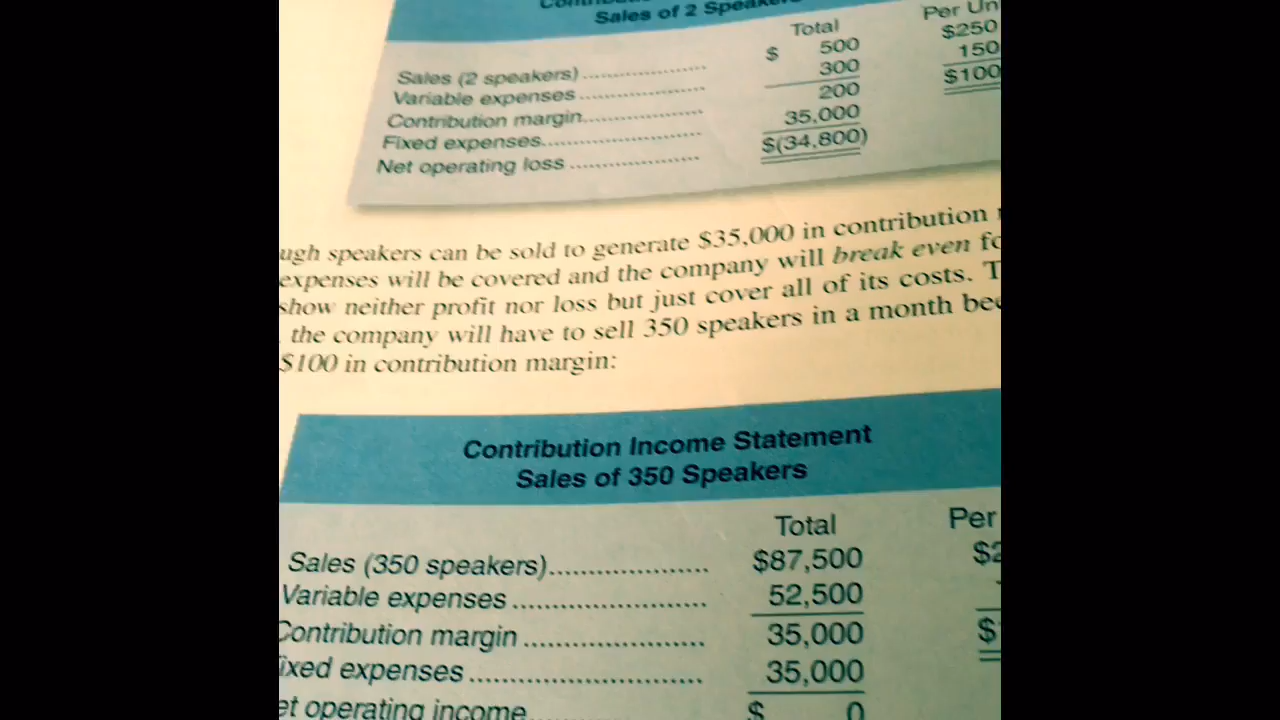 Sales of 2 Speakers
Total Per Un
Sales (2 speakers) ..................... $ 500 $250
Variable expenses ..................... 300 150
Contribution margin..................... 200 $100
Fixed expenses........................... 35,000
Net operating loss ..................... $(34,800)
ugh speakers can be sold to generate $35,000 in contribution
expenses will be covered and the company will break even fo
show neither profit nor loss but just cover all of its costs. T
the company will have to sell 350 speakers in a month bec
$100 in contribution margin:
Contribution Income Statement
Sales of 350 Speakers
Total Per
Sales (350 speakers)..................... $87,500 $2
Variable expenses ......................... 52,500
Contribution margin ....................... 35,000 $
ixed expenses .............................. 35,000
et operating income $ 0